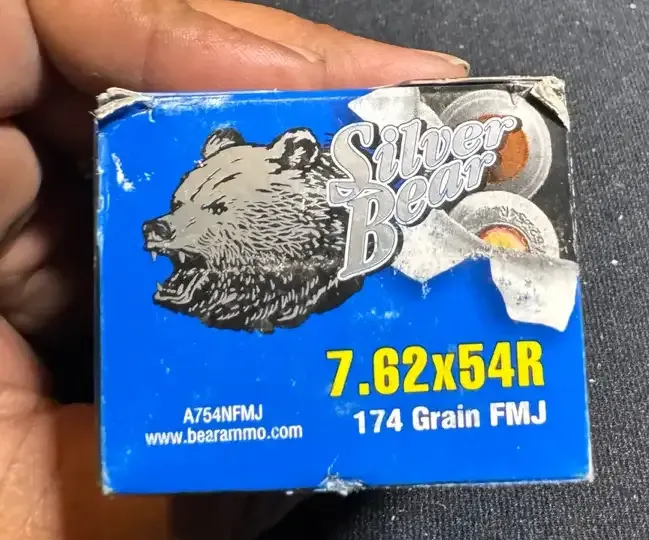 Silver
Bear
7.62x54R
174 Grain FMJ
A754NFMJ
www.bearammo.com